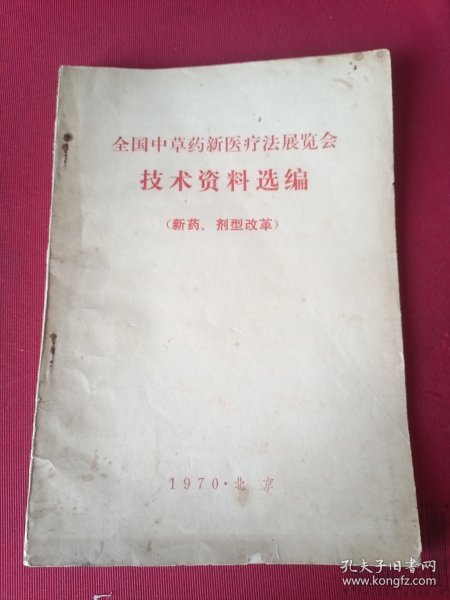 全国中草药新医疗法展览会
技术资料选编
（新药、剂型改革）
1970·北京
孔夫子旧书网
www.kongfz.com